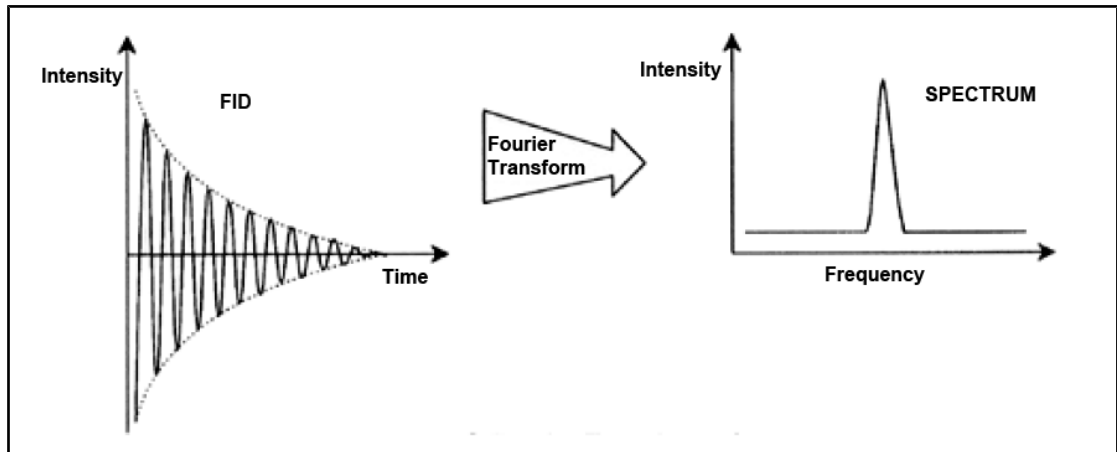 Intensity
FID
Time
Fourier
Transform
Intensity
SPECTRUM
Frequency